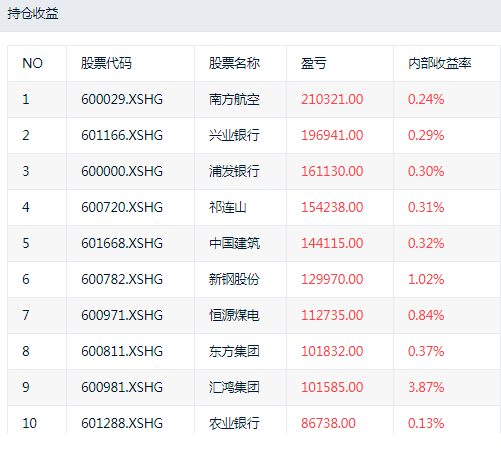 持仓收益
NO 股票代码 股票名称 盈亏 内部收益率
1 600029.XSHG 南方航空 210321.00 0.24%
2 601166.XSHG 兴业银行 196941.00 0.29%
3 600000.XSHG 浦发银行 161130.00 0.30%
4 600720.XSHG 祁连山 154238.00 0.31%
5 601668.XSHG 中国建筑 144115.00 0.32%
6 600782.XSHG 新钢股份 129970.00 1.02%
7 600971.XSHG 恒源煤电 112735.00 0.84%
8 600811.XSHG 东方集团 101832.00 0.37%
9 600981.XSHG 汇鸿集团 101585.00 3.87%
10 601288.XSHG 农业银行 86738.00 0.13%